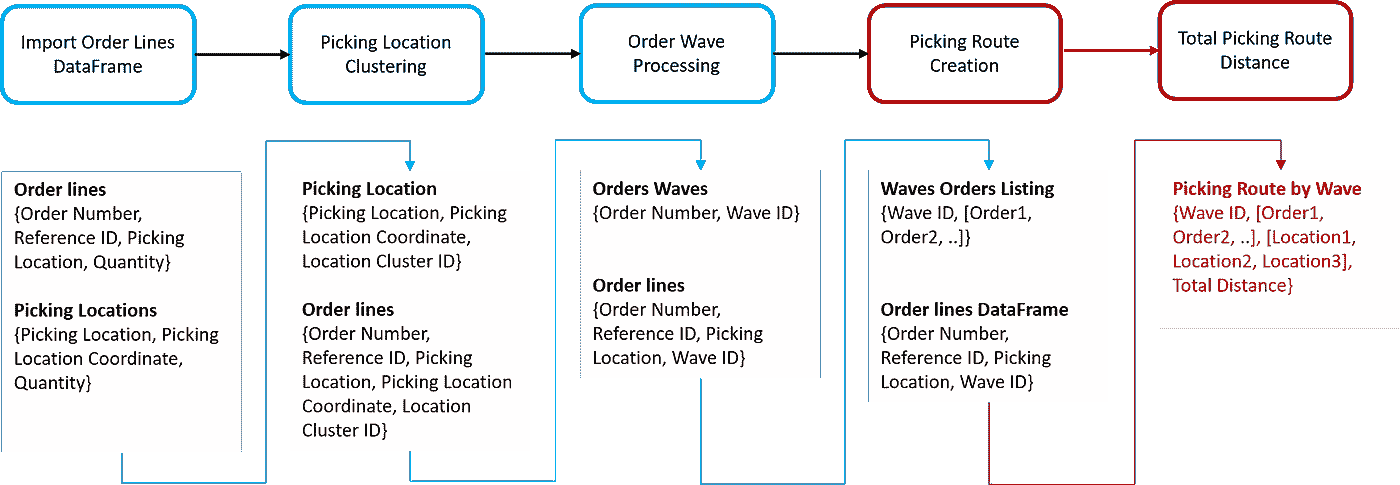 Import Order Lines
DataFrame
Picking Location
Clustering
Order Wave
Processing
Picking Route
Creation
Total Picking Route
Distance
Order lines
{Order Number,
Reference ID, Picking
Location, Quantity}
Picking Locations
{Picking Location, Picking
Location Coordinate,
Quantity}
Picking Location
{Picking Location, Picking
Location Coordinate,
Location Cluster ID}
Order lines
{Order Number,
Reference ID, Picking
Location, Picking Location
Coordinate, Location
Cluster ID}
Orders Waves
{Order Number, Wave ID}
Order lines
{Order Number,
Reference ID, Picking
Location, Wave ID}
Waves Orders Listing
{Wave ID, [Order1,
Order2, ..]}
Order lines DataFrame
{Order Number,
Reference ID, Picking
Location, Wave ID}
Picking Route by Wave
{Wave ID, [Order1,
Order2, ..], [Location1,
Location2, Location3],
Total Distance}